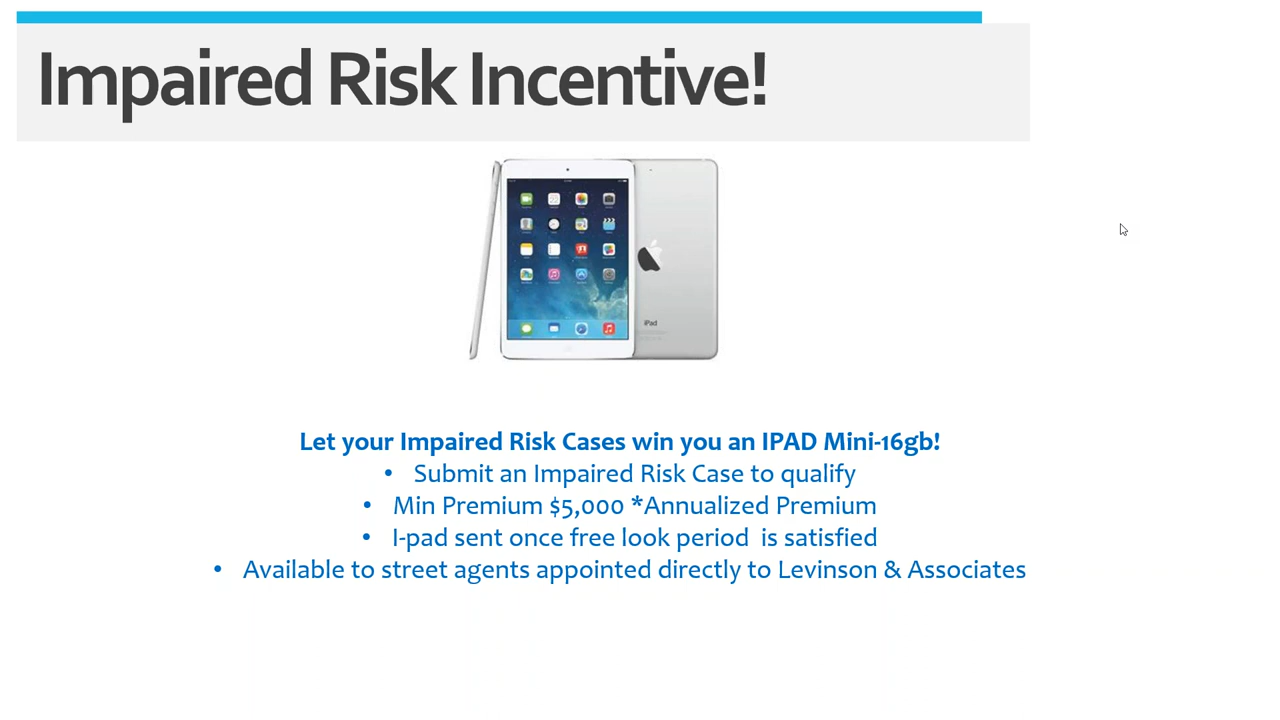 Impaired Risk Incentive!
iPad
Let your Impaired Risk Cases win you an IPAD Mini-16gb!
• Submit an Impaired Risk Case to qualify
• Min Premium $5,000 *Annualized Premium
• I-pad sent once free look period  is satisfied
• Available to street agents appointed directly to Levinson & Associates